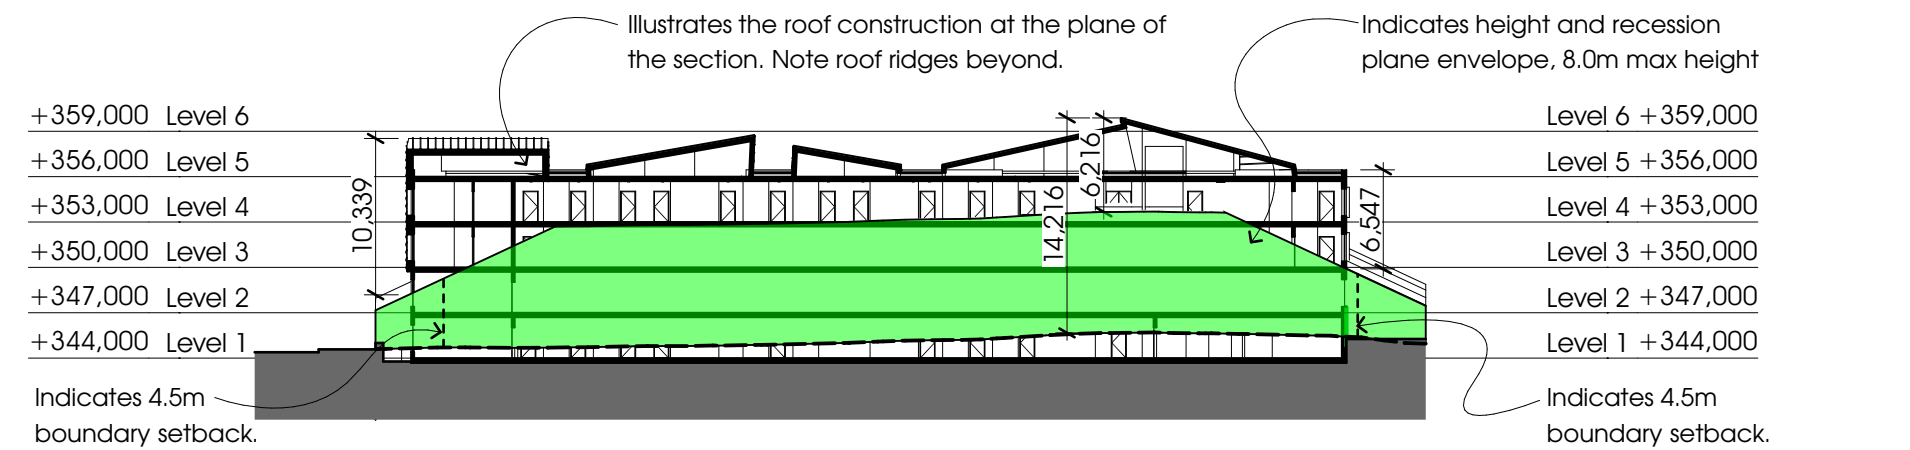 Illustrates the roof construction at the plane of
the section. Note roof ridges beyond.
Indicates height and recession
plane envelope, 8.0m max height
+359,000 Level 6
+356,000 Level 5
+353,000 Level 4
+350,000 Level 3
+347,000 Level 2
+344,000 Level 1
10,339
14,216
6,216
6,547
Level 6 +359,000
Level 5 +356,000
Level 4 +353,000
Level 3 +350,000
Level 2 +347,000
Level 1 +344,000
Indicates 4.5m
boundary setback.
Indicates 4.5m
boundary setback.